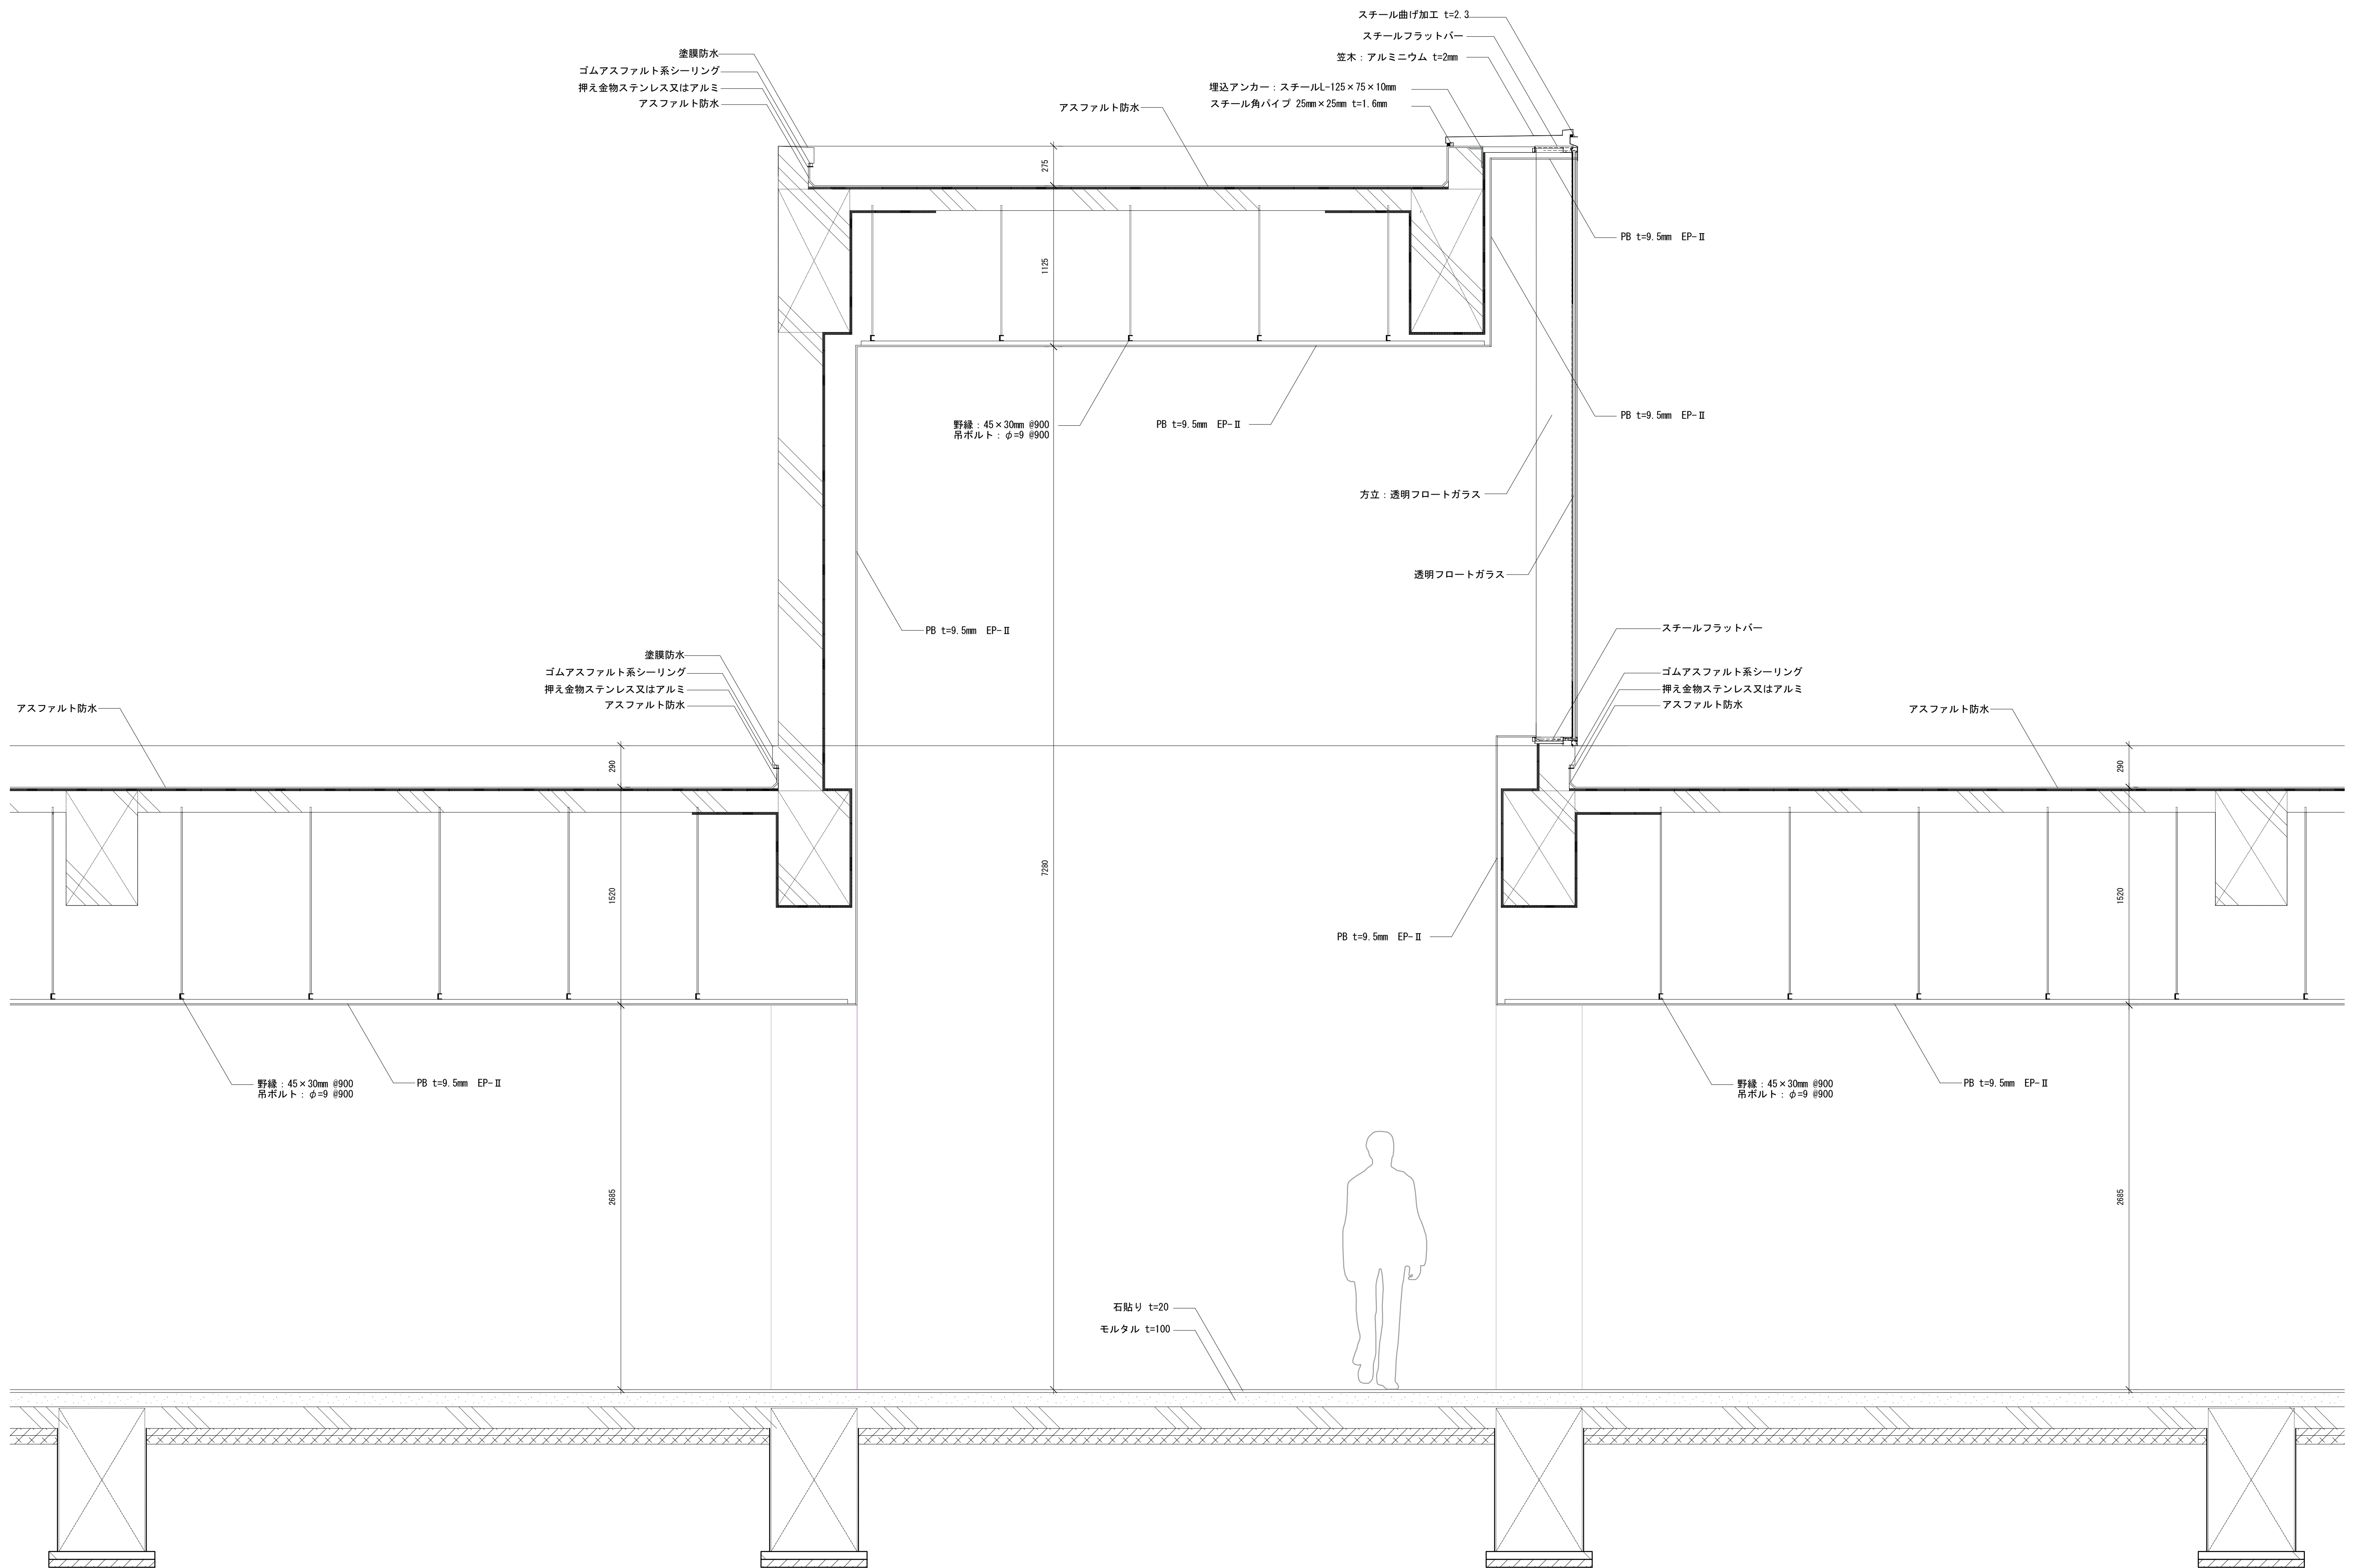 スチール曲げ加工 t=2.3
スチールフラットバー
笠木：アルミニウム t=2mm
埋込アンカー：スチールL-125×75×10mm
スチール角パイプ 25mm×25mm t=1.6mm
塗膜防水
ゴムアスファルト系シーリング
押え金物ステンレス又はアルミ
アスファルト防水
アスファルト防水
275
1125
PB t=9.5mm EP-Ⅱ
PB t=9.5mm EP-Ⅱ
野縁：45×30mm @900
吊ボルト：φ=9 @900
PB t=9.5mm EP-Ⅱ
方立：透明フロートガラス
透明フロートガラス
PB t=9.5mm EP-Ⅱ
スチールフラットバー
塗膜防水
ゴムアスファルト系シーリング
押え金物ステンレス又はアルミ
アスファルト防水
ゴムアスファルト系シーリング
押え金物ステンレス又はアルミ
アスファルト防水
アスファルト防水
アスファルト防水
290
290
1520
7280
1520
PB t=9.5mm EP-Ⅱ
野縁：45×30mm @900
吊ボルト：φ=9 @900
PB t=9.5mm EP-Ⅱ
野縁：45×30mm @900
吊ボルト：φ=9 @900
PB t=9.5mm EP-Ⅱ
2685
2685
石貼り t=20
モルタル t=100